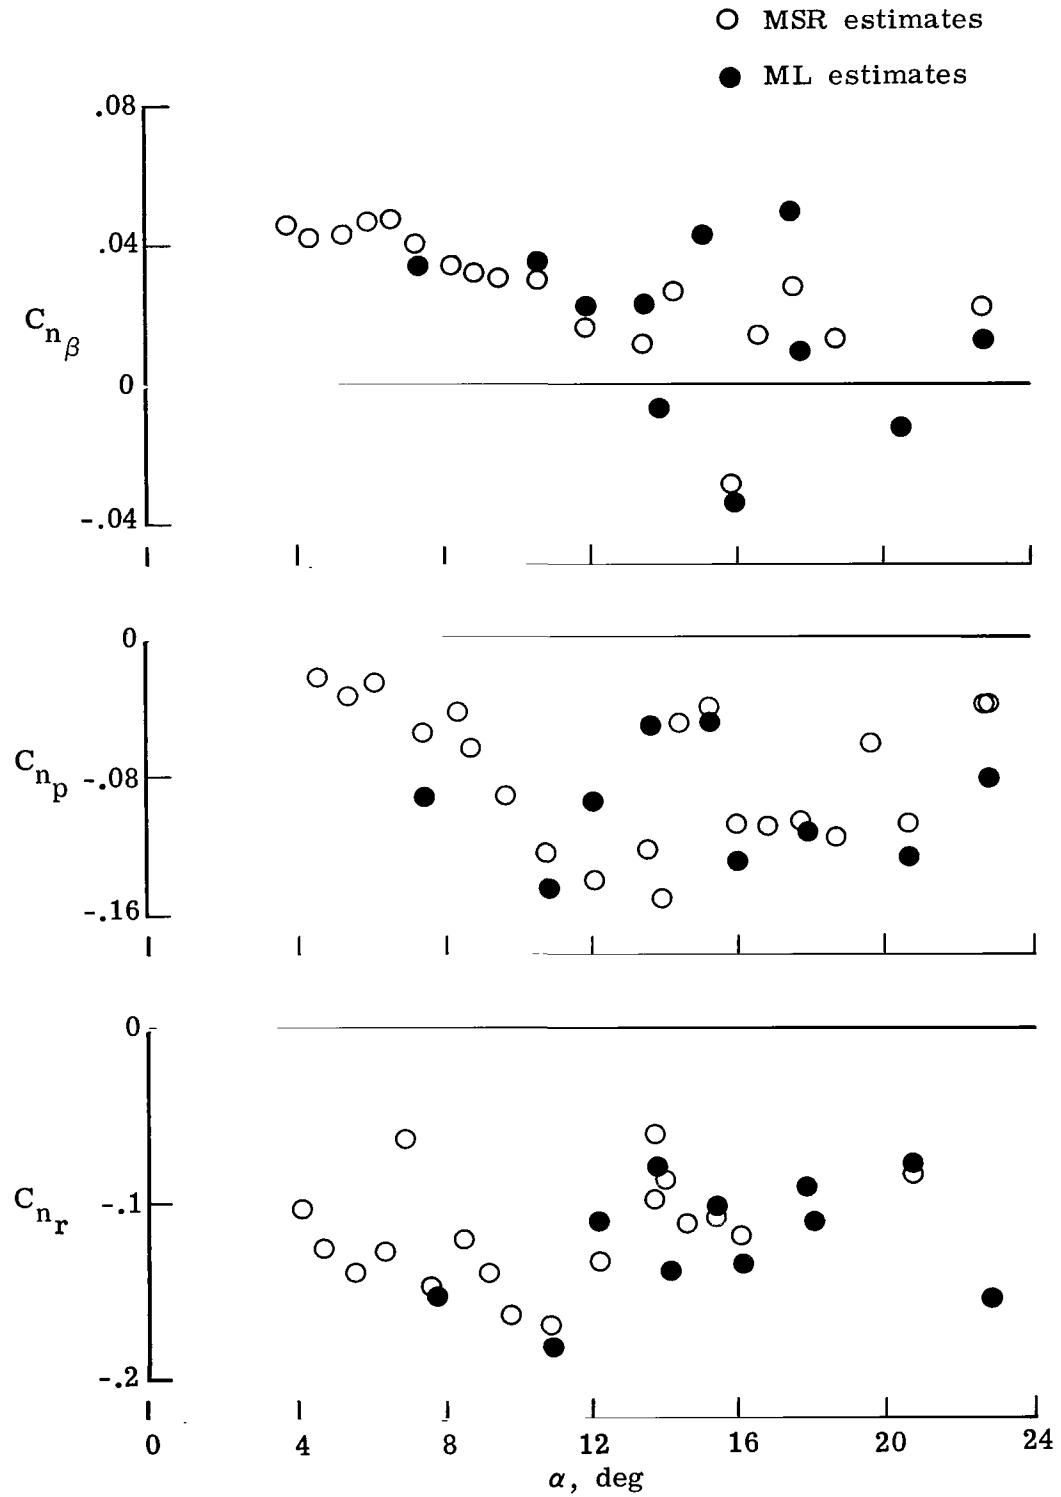 MSR estimates
ML estimates
.08
.04
C_{n_β}
0
-.04
0
C_{n_p}
-.08
-.16
0
C_{n_r}
-.1
-.2
0 4 8 12 16 20 24
α, deg